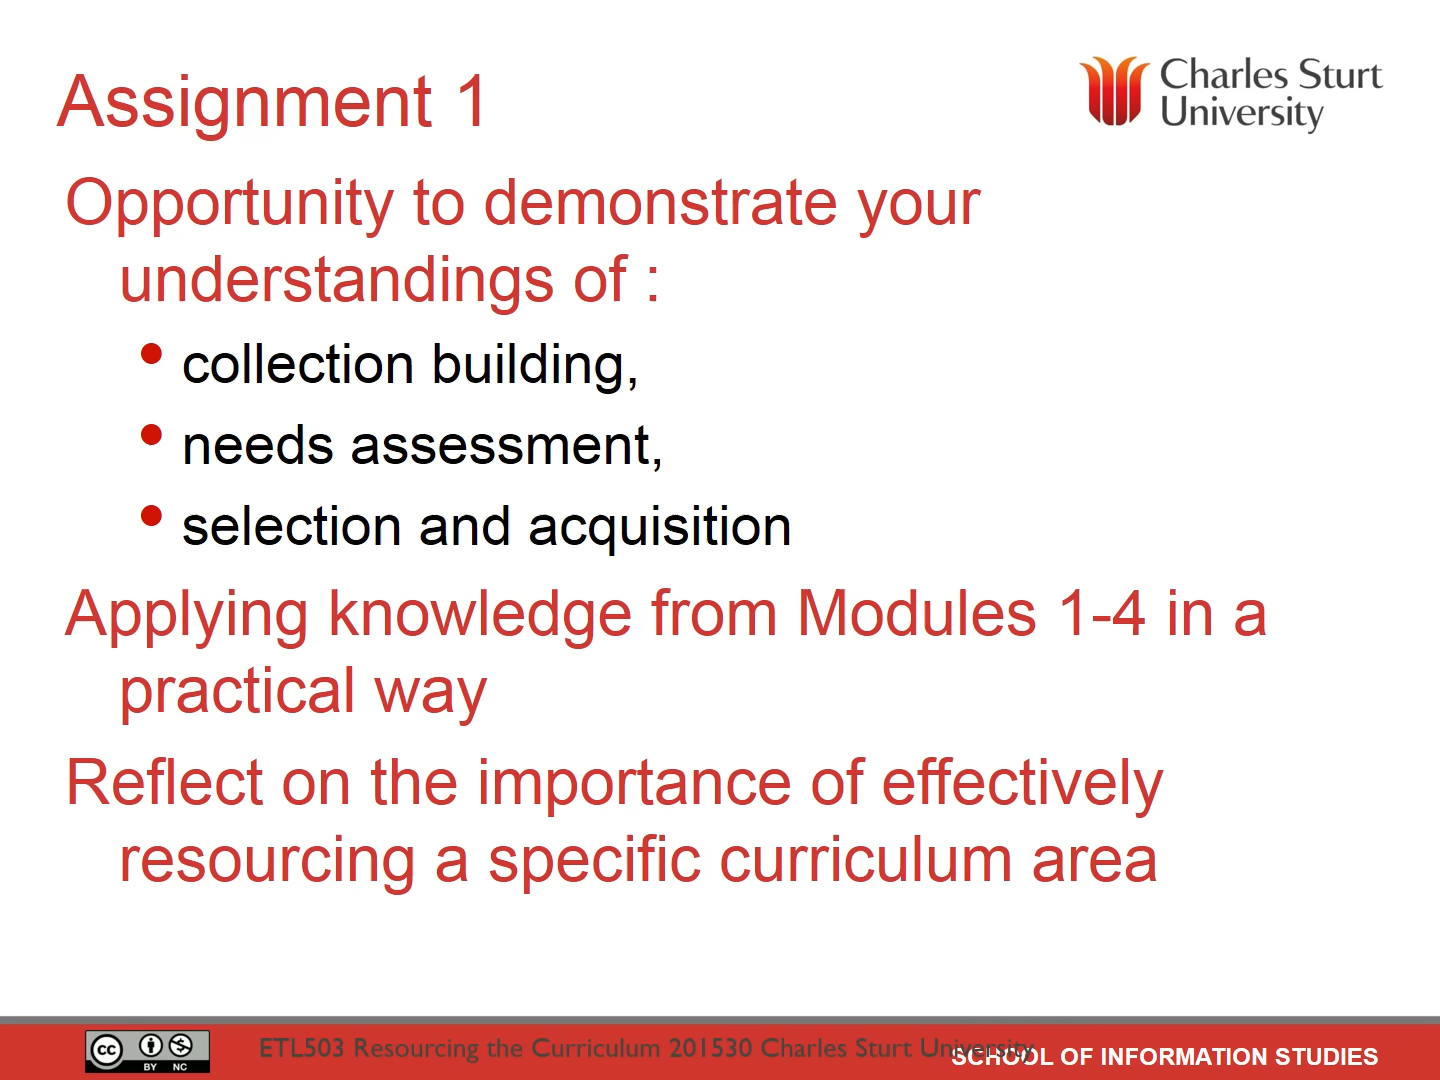 Assignment 1
Charles Sturt
University
Opportunity to demonstrate your
understandings of :
• collection building,
• needs assessment,
• selection and acquisition
Applying knowledge from Modules 1-4 in a
practical way
Reflect on the importance of effectively
resourcing a specific curriculum area
cc
BY NC
ETL503 Resourcing the Curriculum 201530 Charles Sturt University
SCHOOL OF INFORMATION STUDIES